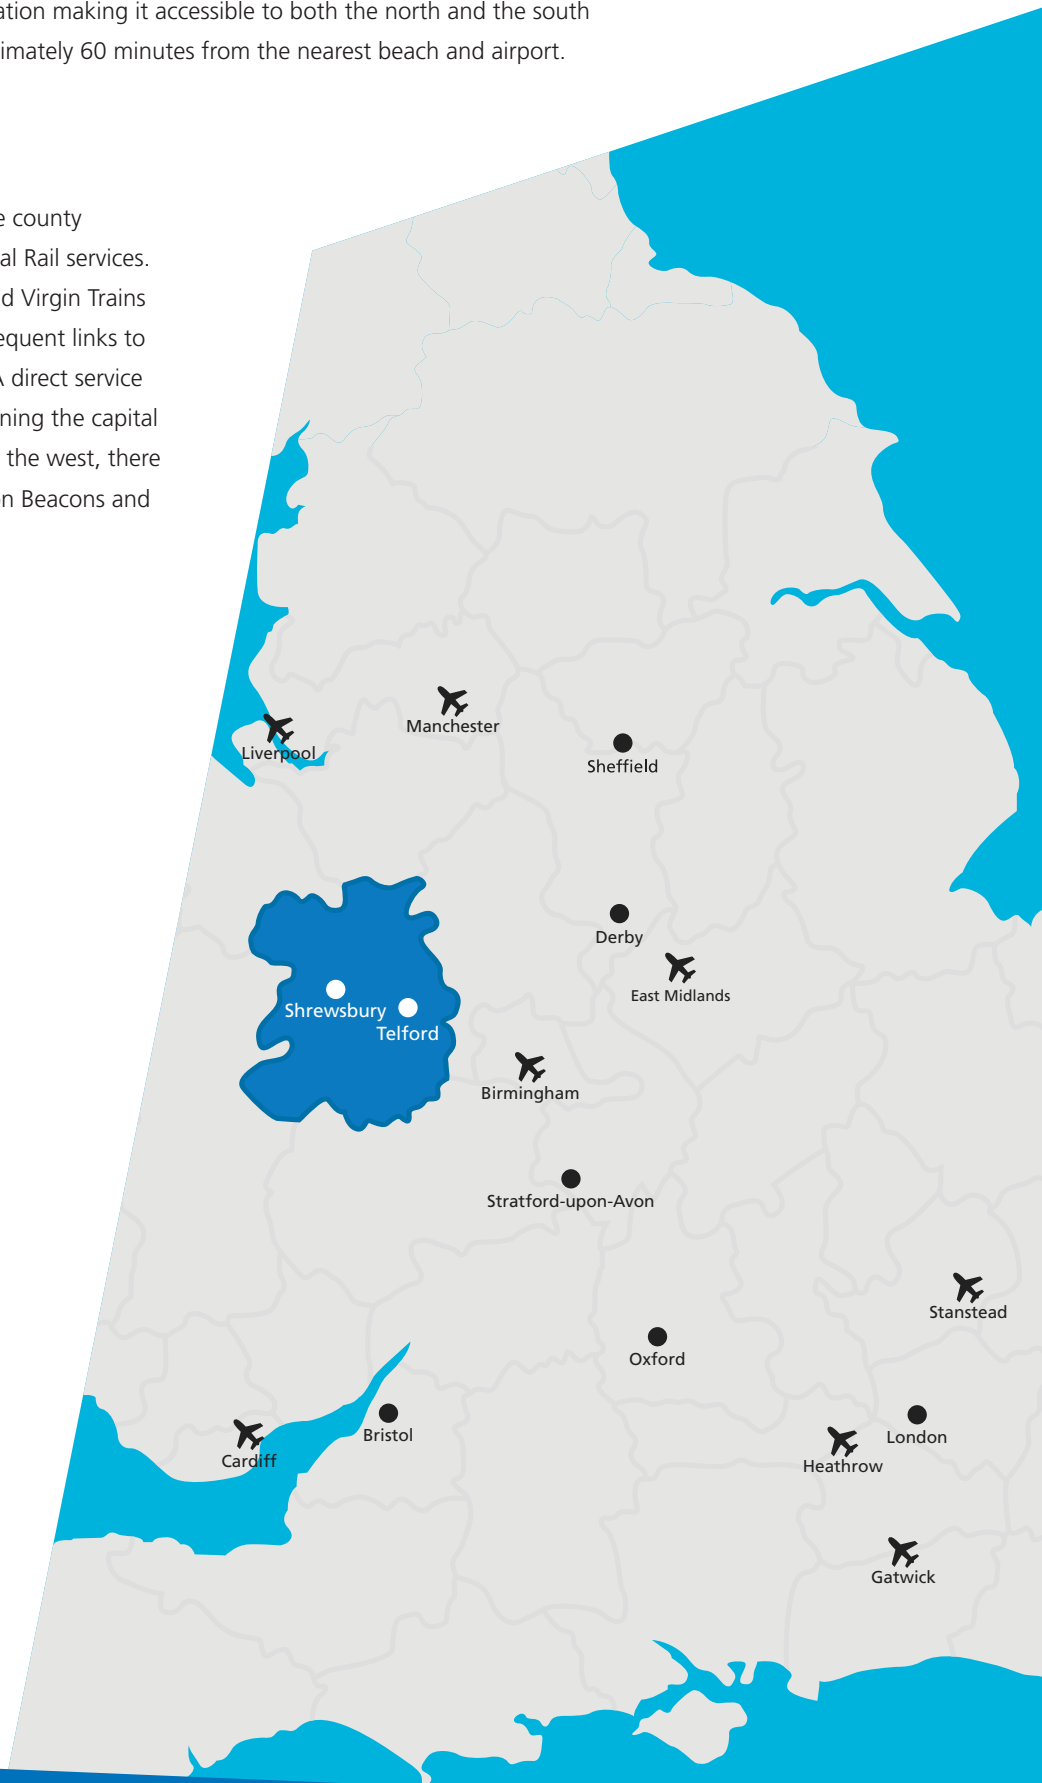 ation making it accessible to both the north and the south
imately 60 minutes from the nearest beach and airport.
e county
al Rail services.
d Virgin Trains
equent links to
A direct service
ning the capital
the west, there
n Beacons and
Manchester
Liverpool
Sheffield
Derby
East Midlands
Shrewsbury
Telford
Birmingham
Stratford-upon-Avon
Stanstead
Oxford
Bristol
London
Cardiff
Heathrow
Gatwick